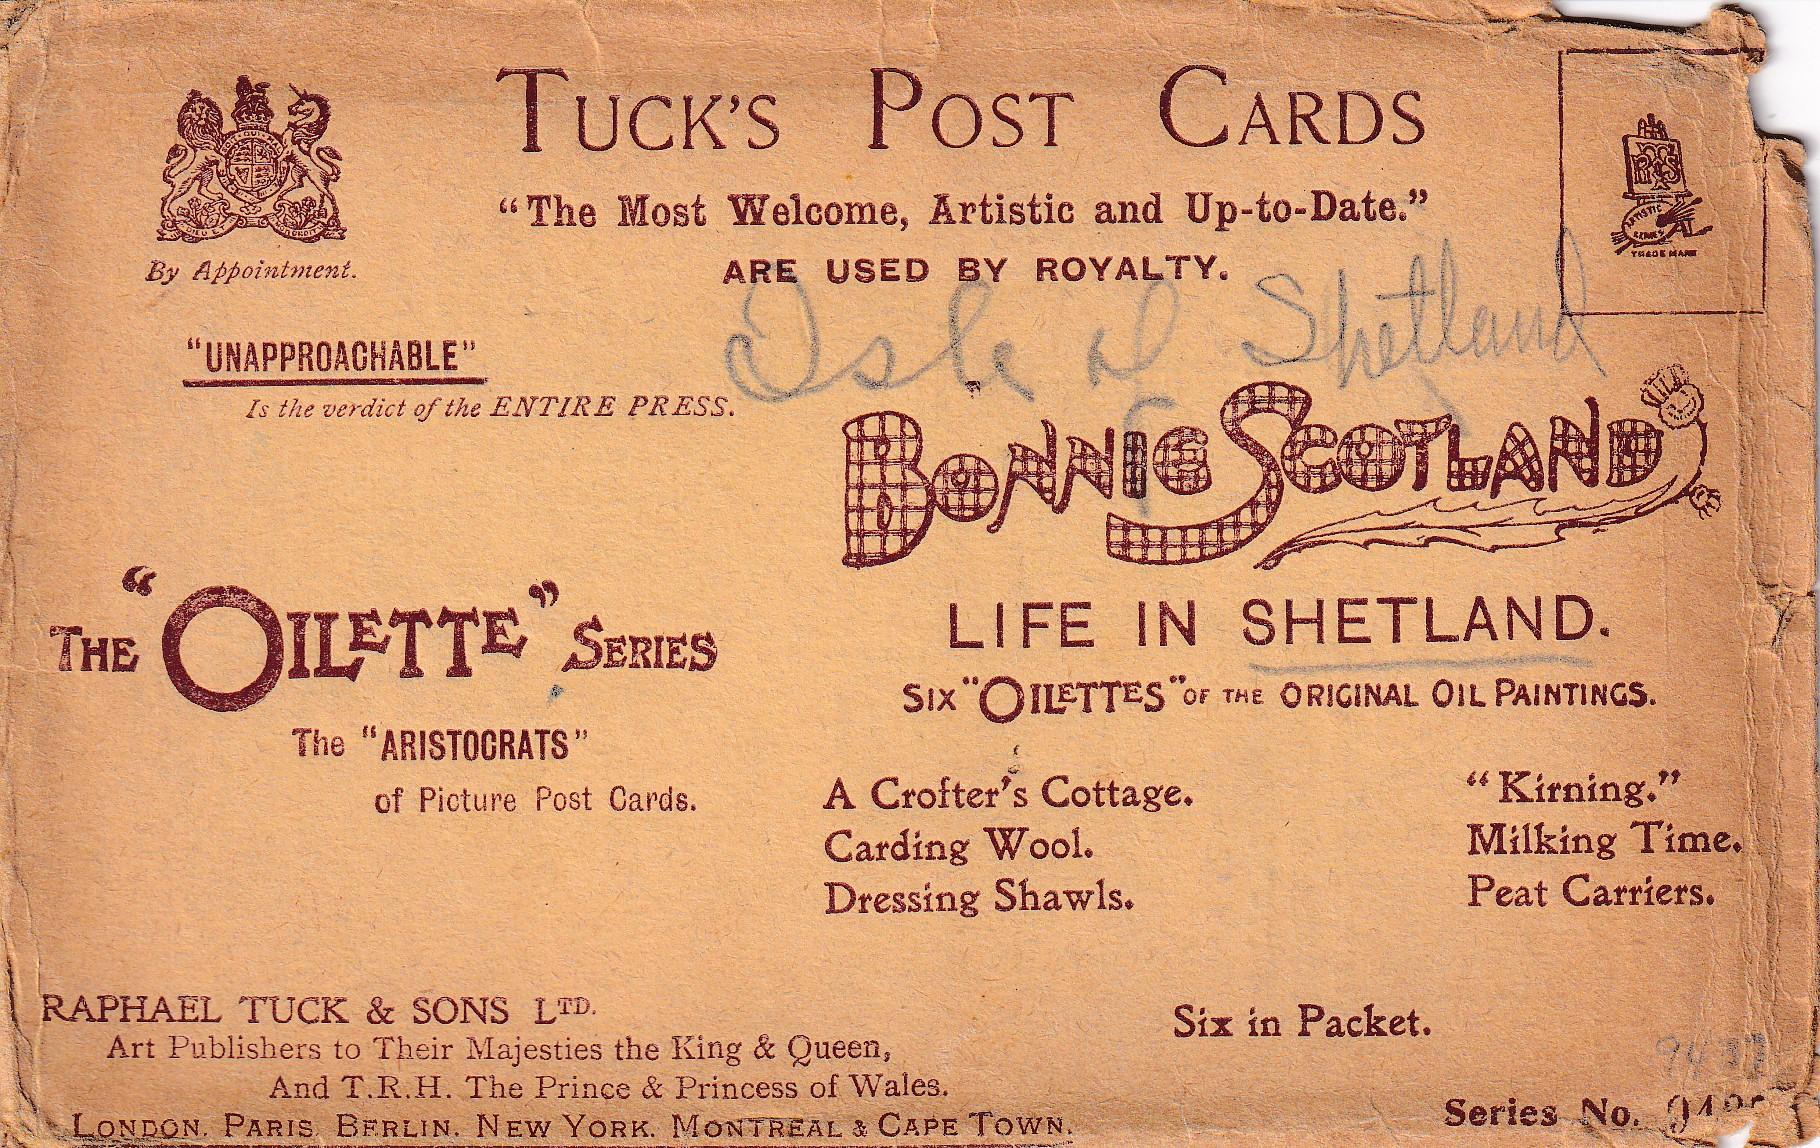 TUCK'S POST CARDS
"The Most Welcome, Artistic and Up-to-Date."
ARE USED BY ROYALTY.
By Appointment.
ARTISTIC SERIES
TRADE MARK
Isle Shetland
"UNAPPROACHABLE"
Is the verdict of the ENTIRE PRESS.
BONNIE SCOTLAND
THE "OILETTE" SERIES
The "ARISTOCRATS"
of Picture Post Cards.
LIFE IN SHETLAND.
SIX "OILETTES" OF THE ORIGINAL OIL PAINTINGS.
A Crofter's Cottage.
Carding Wool.
Dressing Shawls.
"Kirning."
Milking Time.
Peat Carriers.
RAPHAEL TUCK & SONS LTD.
Art Publishers to Their Majesties the King & Queen,
And T.R.H. The Prince & Princess of Wales.
LONDON. PARIS. BERLIN. NEW YORK. MONTREAL & CAPE TOWN.
Six in Packet.
Series No.